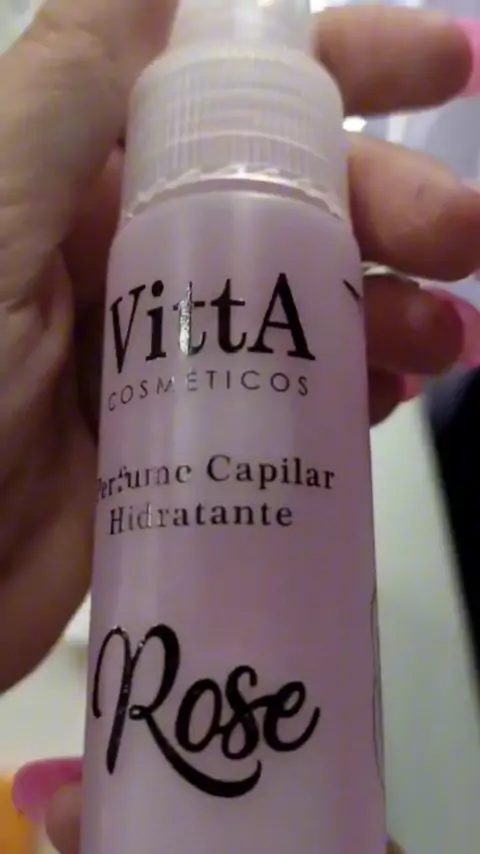 VittA
COSMÉTICOS
Perfume Capilar
Hidratante
Rose